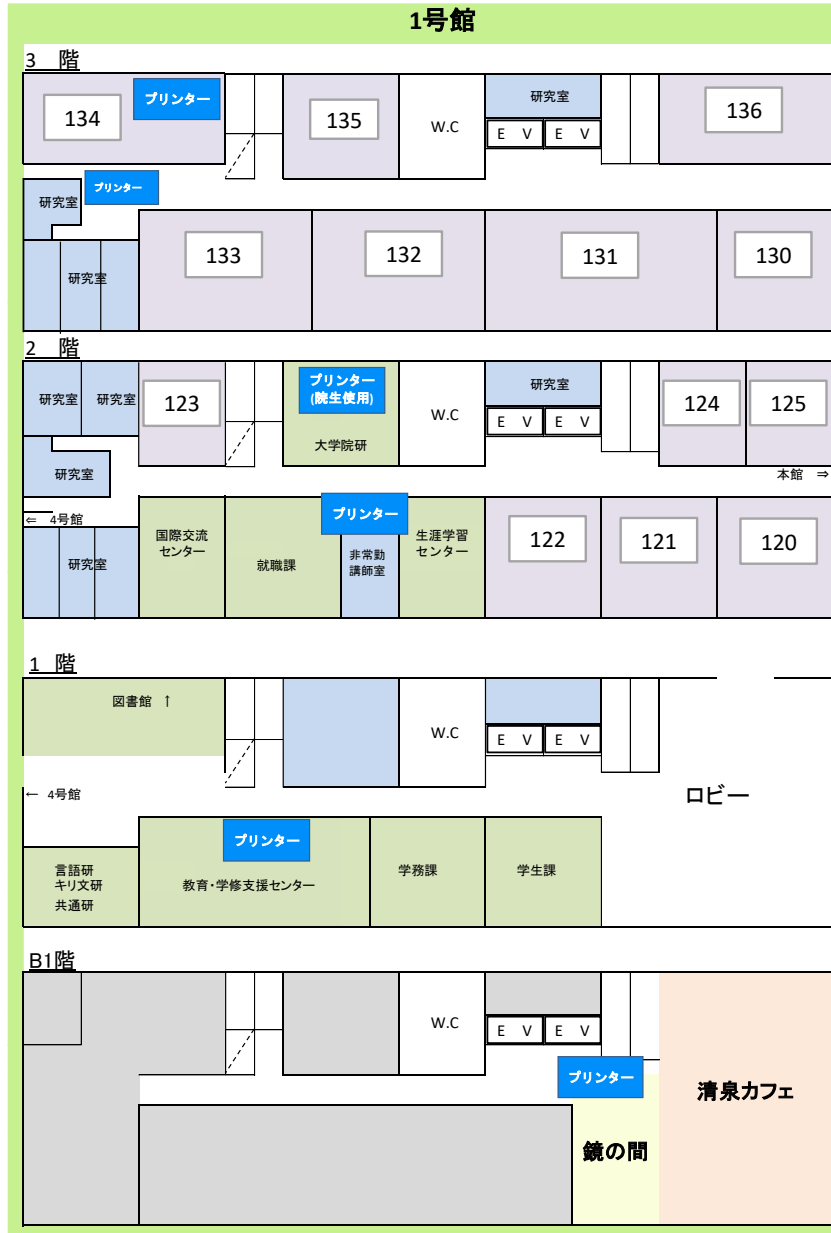 1号館
3 階
134
プリンター
135
W.C
研究室
E V
E V
136
研究室
プリンター
研究室
133
132
131
130
2 階
研究室
研究室
123
プリンター
(院生使用)
大学院研
W.C
研究室
E V
E V
124
125
研究室
本館 ⇒
⇐ 4号館
研究室
国際交流
センター
就職課
プリンター
非常勤
講師室
生涯学習
センター
122
121
120
1 階
図書館 ↑
W.C
E V
E V
← 4号館
ロビー
言語研
キリ文研
共通研
プリンター
教育・学修支援センター
学務課
学生課
B1階
W.C
E V
E V
プリンター
鏡の間
清泉カフェ